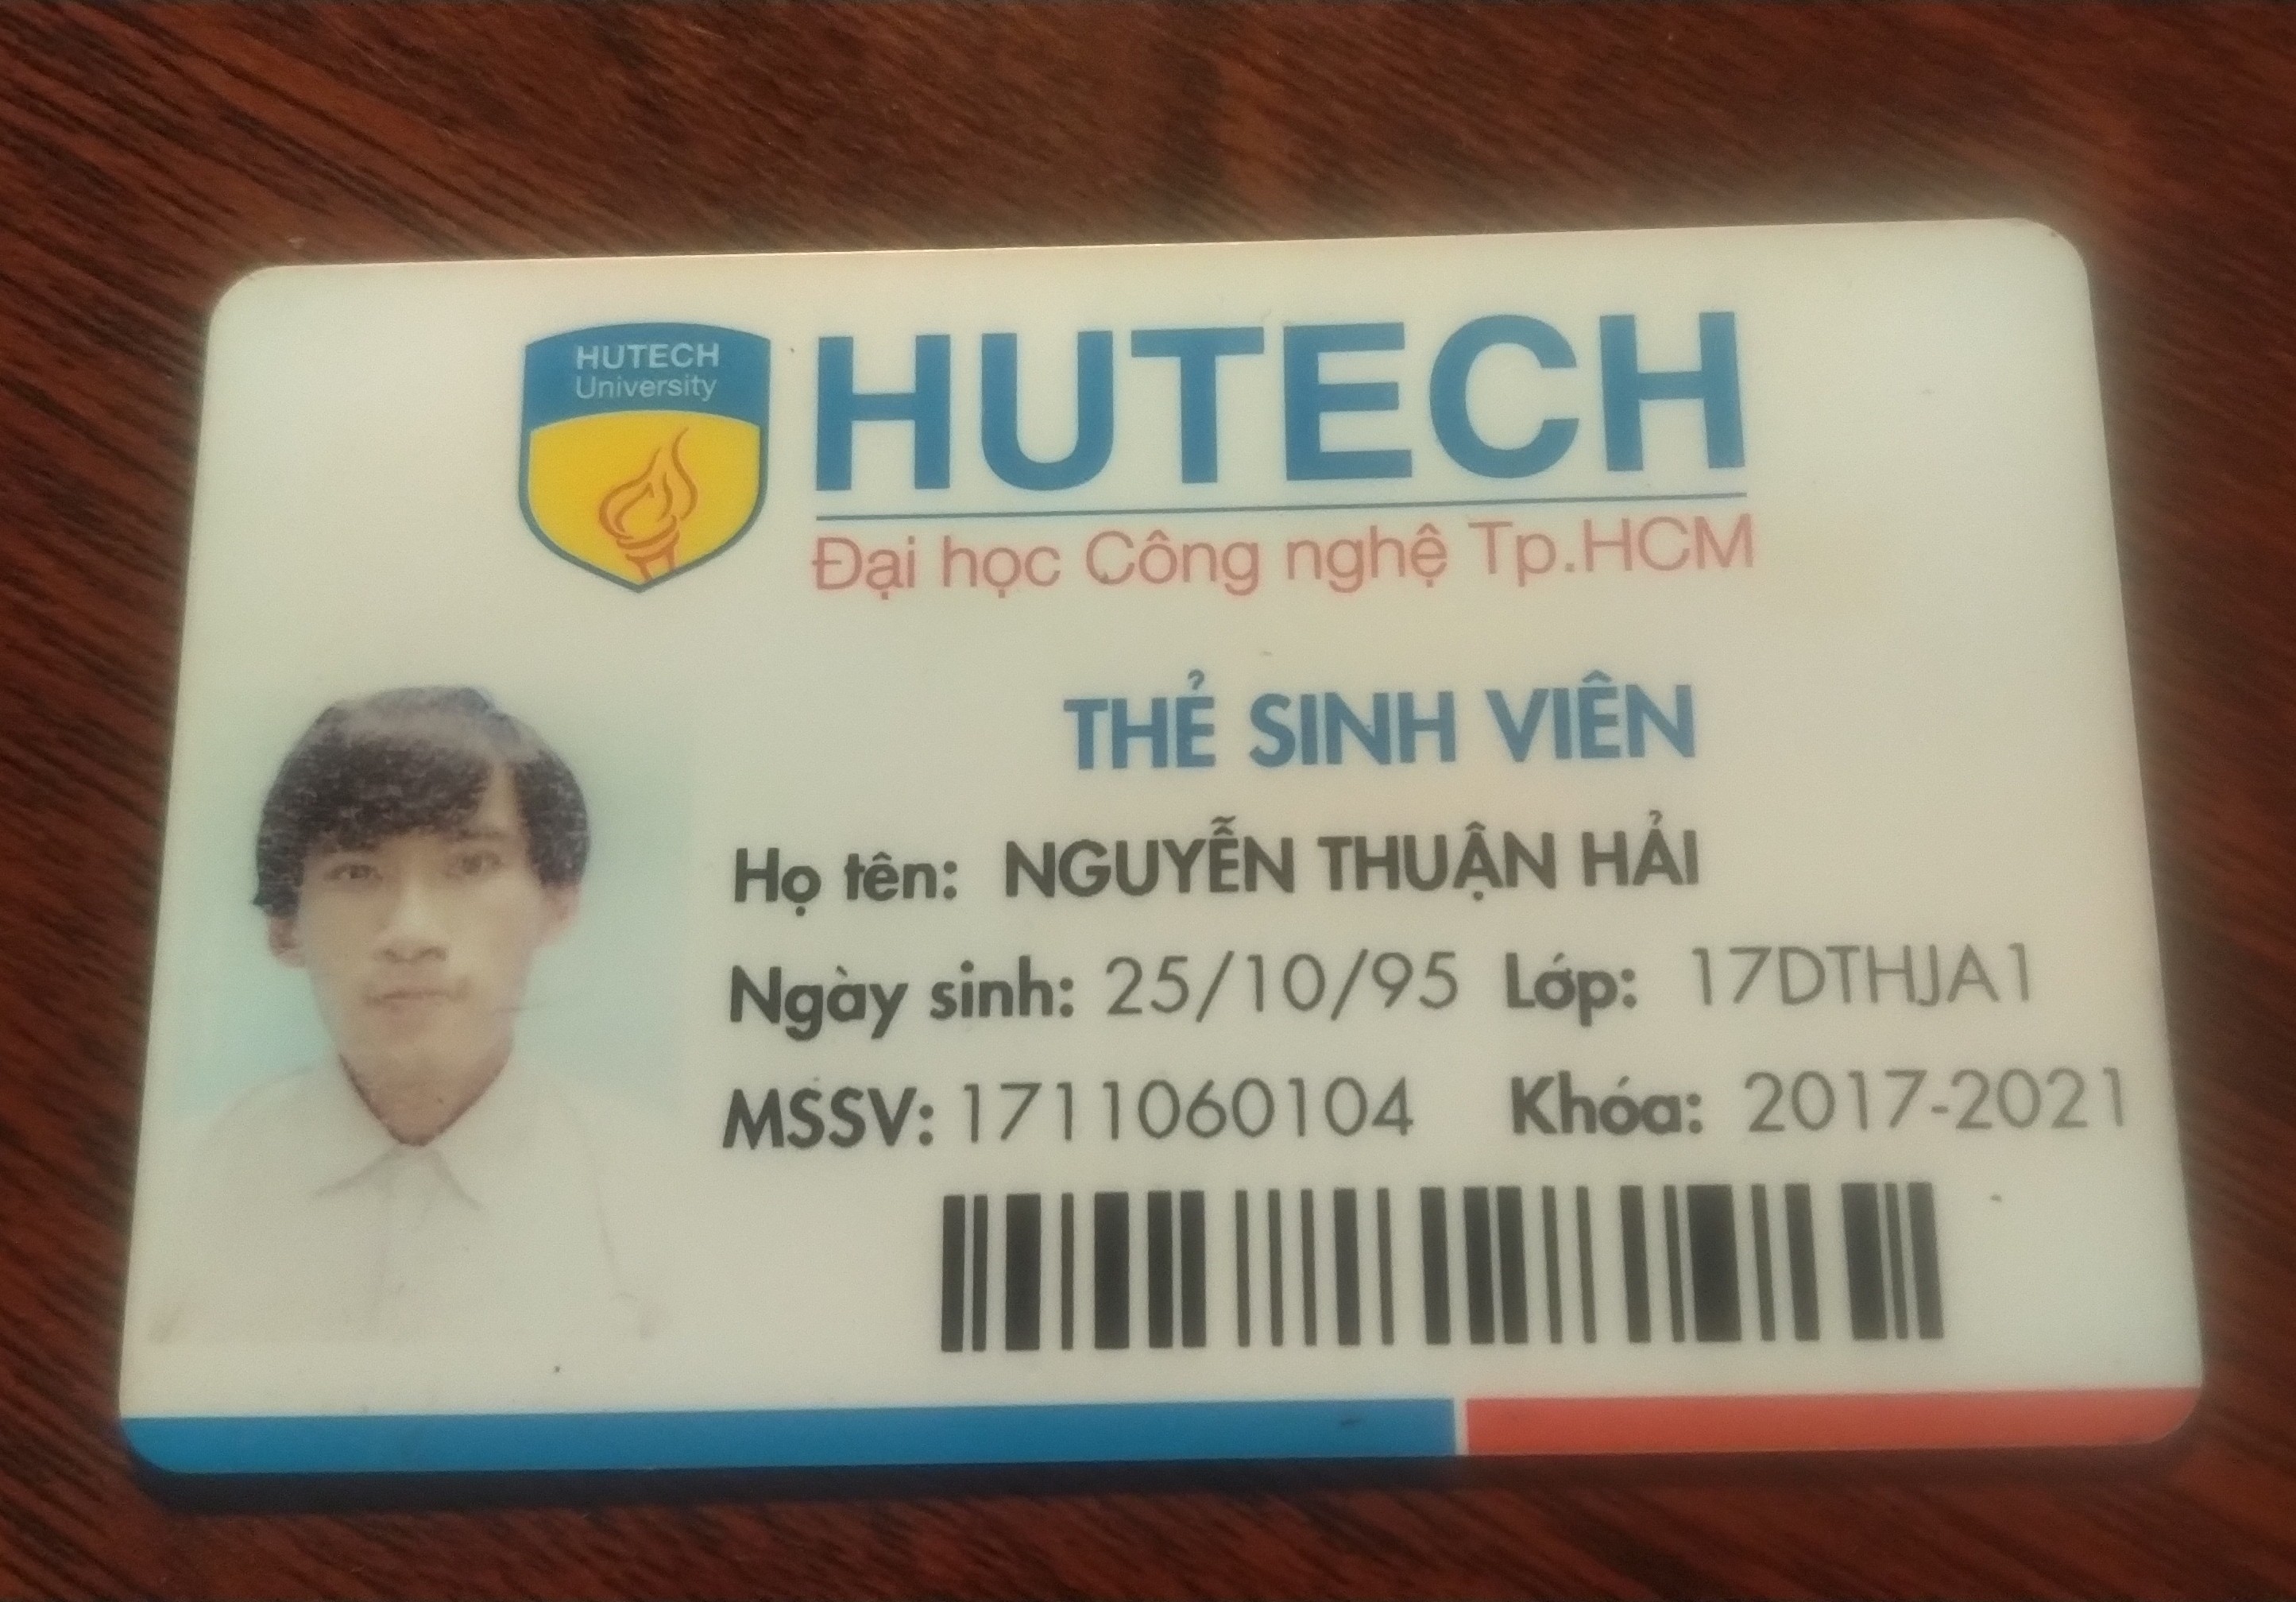 HUTECH
University
HUTECH
Đại học Công nghệ Tp.HCM
THẺ SINH VIÊN
Họ tên: NGUYỄN THUẬN HẢI
Ngày sinh: 25/10/95 Lớp: 17DTHJA1
MSSV: 1711060104 Khóa: 2017-2021